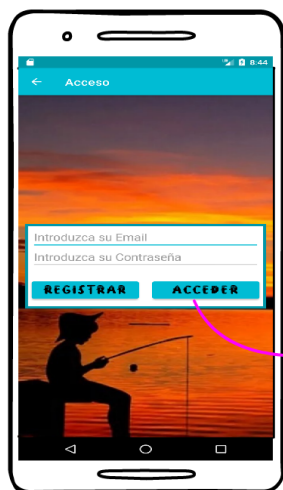 8:44
Acceso
Introduzca su Email
Introduzca su Contraseña
REGISTRAR ACCEDER